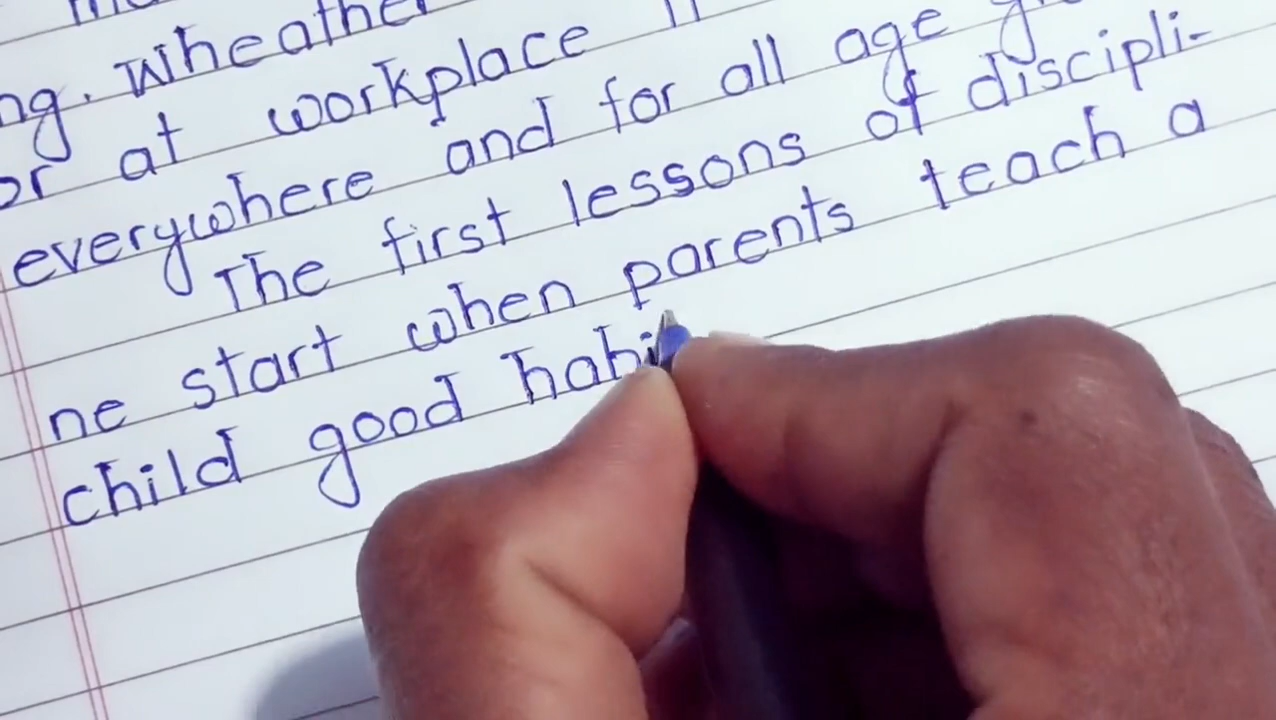 ng. Wheathe
or at workplace
everywhere and for all age
The first lessons of discipli-
ne start when parents teach a
child good habi